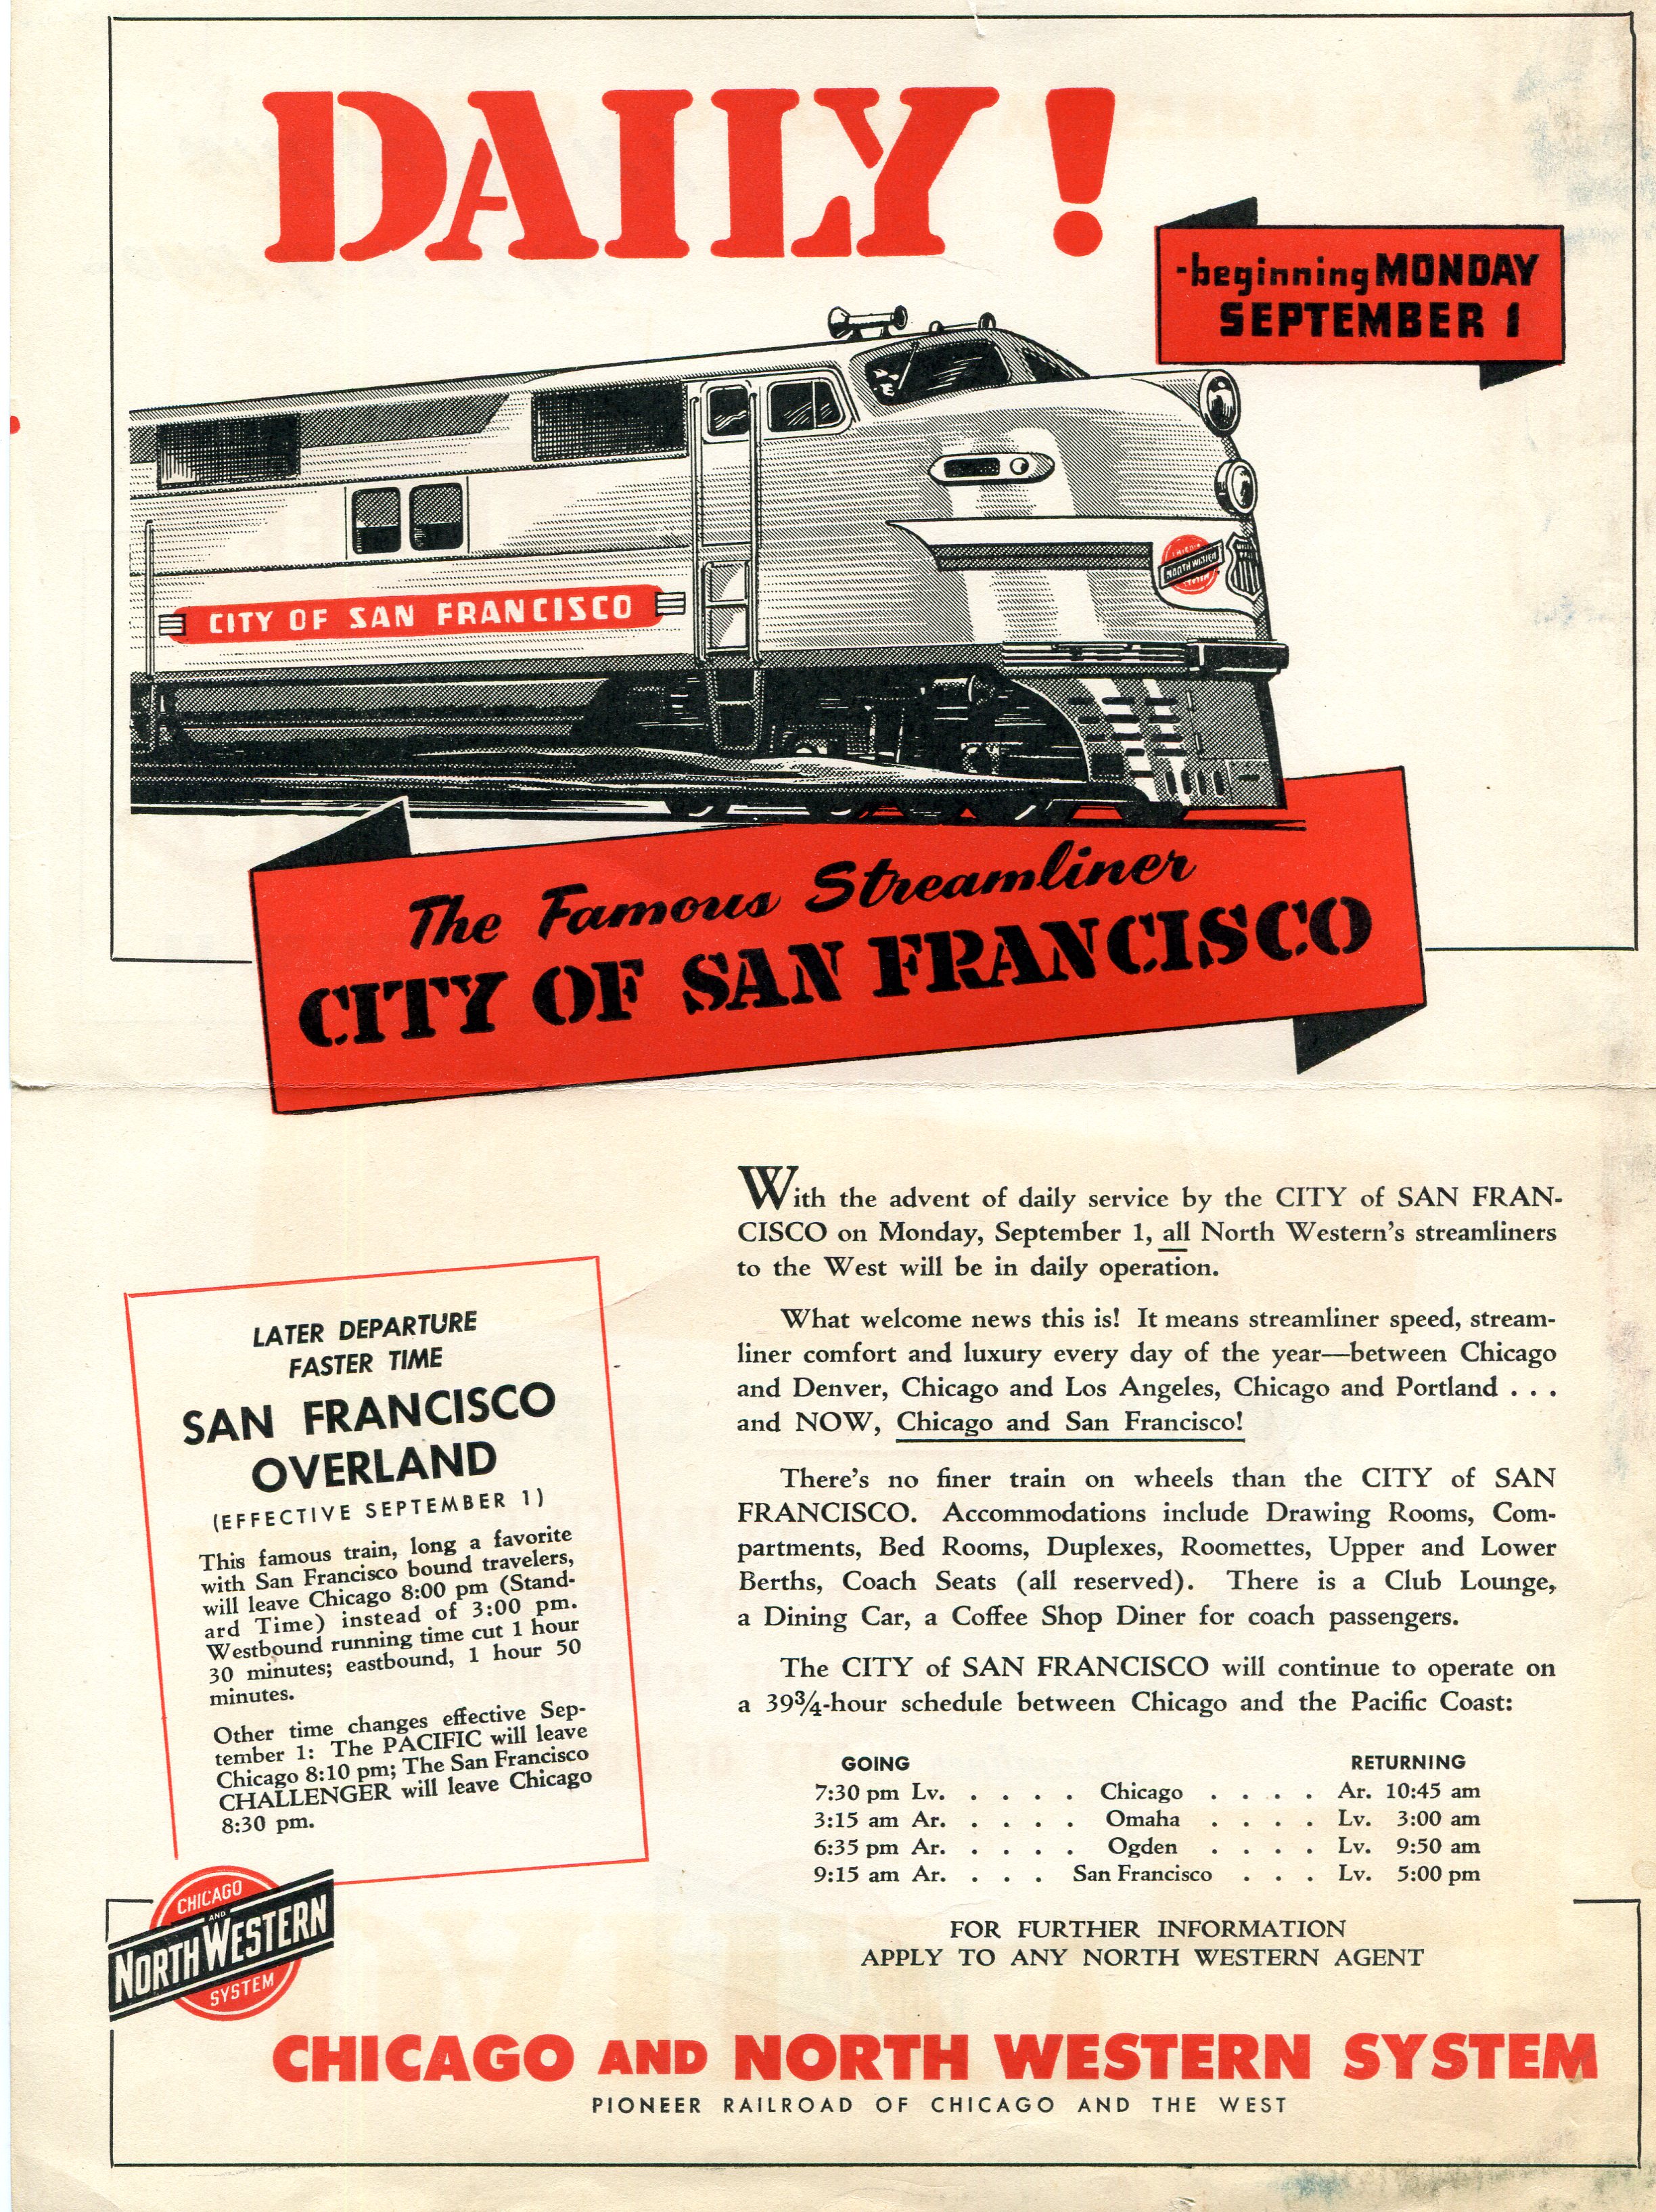 DAILY!
-beginning MONDAY
SEPTEMBER 1
CHICAGO
NORTH WESTERN
SYSTEM
CITY OF SAN FRANCISCO
The Famous Streamliner
CITY OF SAN FRANCISCO
With the advent of daily service by the CITY of SAN FRAN-
CISCO on Monday, September 1, all North Western's streamliners
to the West will be in daily operation.
What welcome news this is! It means streamliner speed, stream-
liner comfort and luxury every day of the year—between Chicago
and Denver, Chicago and Los Angeles, Chicago and Portland . . .
and NOW, Chicago and San Francisco!
There's no finer train on wheels than the CITY of SAN
FRANCISCO. Accommodations include Drawing Rooms, Com-
partments, Bed Rooms, Duplexes, Roomettes, Upper and Lower
Berths, Coach Seats (all reserved). There is a Club Lounge,
a Dining Car, a Coffee Shop Diner for coach passengers.
The CITY of SAN FRANCISCO will continue to operate on
a 39¾-hour schedule between Chicago and the Pacific Coast:
GOING RETURNING
7:30 pm Lv. . . . . Chicago . . . . Ar. 10:45 am
3:15 am Ar. . . . . Omaha . . . . Lv. 3:00 am
6:35 pm Ar. . . . . Ogden . . . . Lv. 9:50 am
9:15 am Ar. . . . San Francisco . . . Lv. 5:00 pm
FOR FURTHER INFORMATION
APPLY TO ANY NORTH WESTERN AGENT
LATER DEPARTURE
FASTER TIME
SAN FRANCISCO
OVERLAND
(EFFECTIVE SEPTEMBER 1)
This famous train, long a favorite
with San Francisco bound travelers,
will leave Chicago 8:00 pm (Stand-
ard Time) instead of 3:00 pm.
Westbound running time cut 1 hour
30 minutes; eastbound, 1 hour 50
minutes.
Other time changes effective Sep-
tember 1: The PACIFIC will leave
Chicago 8:10 pm; The San Francisco
CHALLENGER will leave Chicago
8:30 pm.
CHICAGO
AND
NORTH WESTERN
SYSTEM
CHICAGO AND NORTH WESTERN SYSTEM
PIONEER RAILROAD OF CHICAGO AND THE WEST